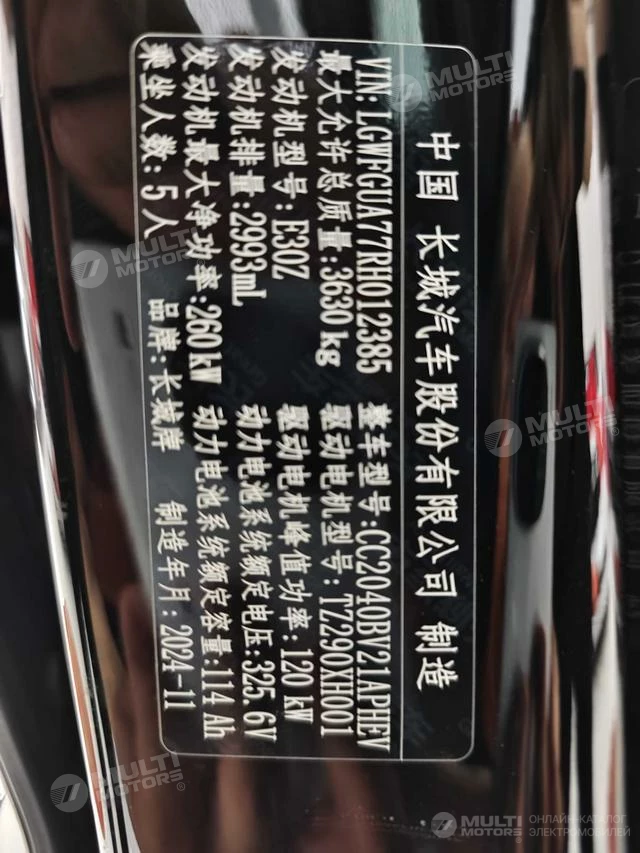 中国 长城汽车股份有限公司 制造
VIN: LGWFGUA77RH012385 整车型号: CC2040BV21APHEV
最大允许总质量: 3630 kg 驱动电机型号: TZ290XH001
发动机型号: E30Z 驱动电机峰值功率: 120 kW
发动机排量: 2993mL 动力电池系统额定电压: 325.6V
发动机最大净功率: 260 kW 动力电池系统额定容量: 114 Ah
乘坐人数: 5 人 品牌: 长城牌 制造年月: 2024-11
MULTI MOTORS
MULTI MOTORS
MULTI MOTORS
MULTI MOTORS
MULTI MOTORS ОНЛАЙН-КАТАЛОГ ЭЛЕКТРОМОБИЛЕЙ